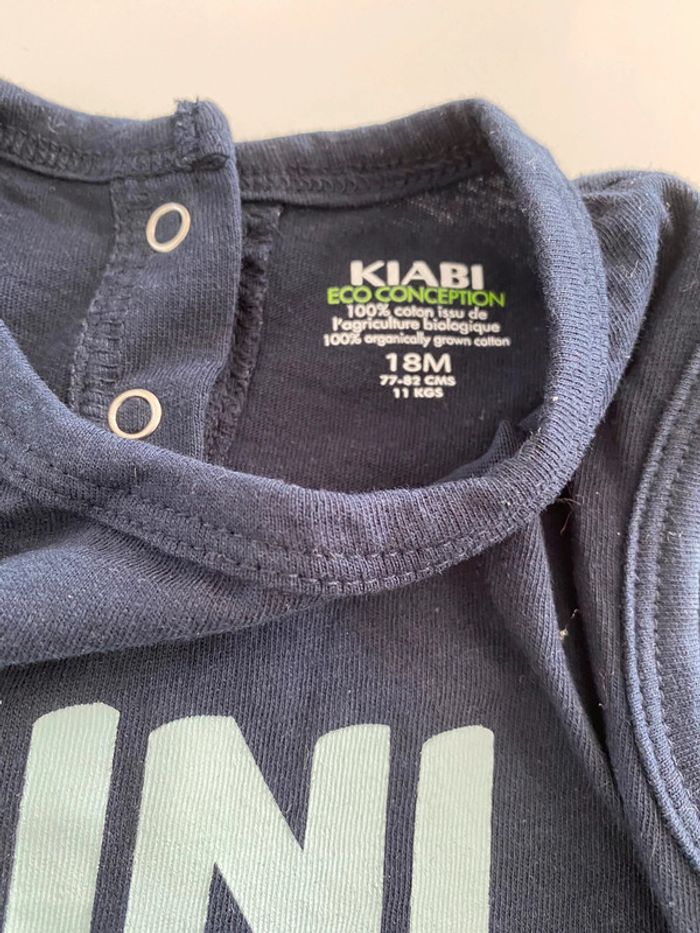 KIABI
ECO CONCEPTION
100% coton issu de
l'agriculture biologique
100% organically grown cotton
18M
77-82 CMS
11 KGS
INI